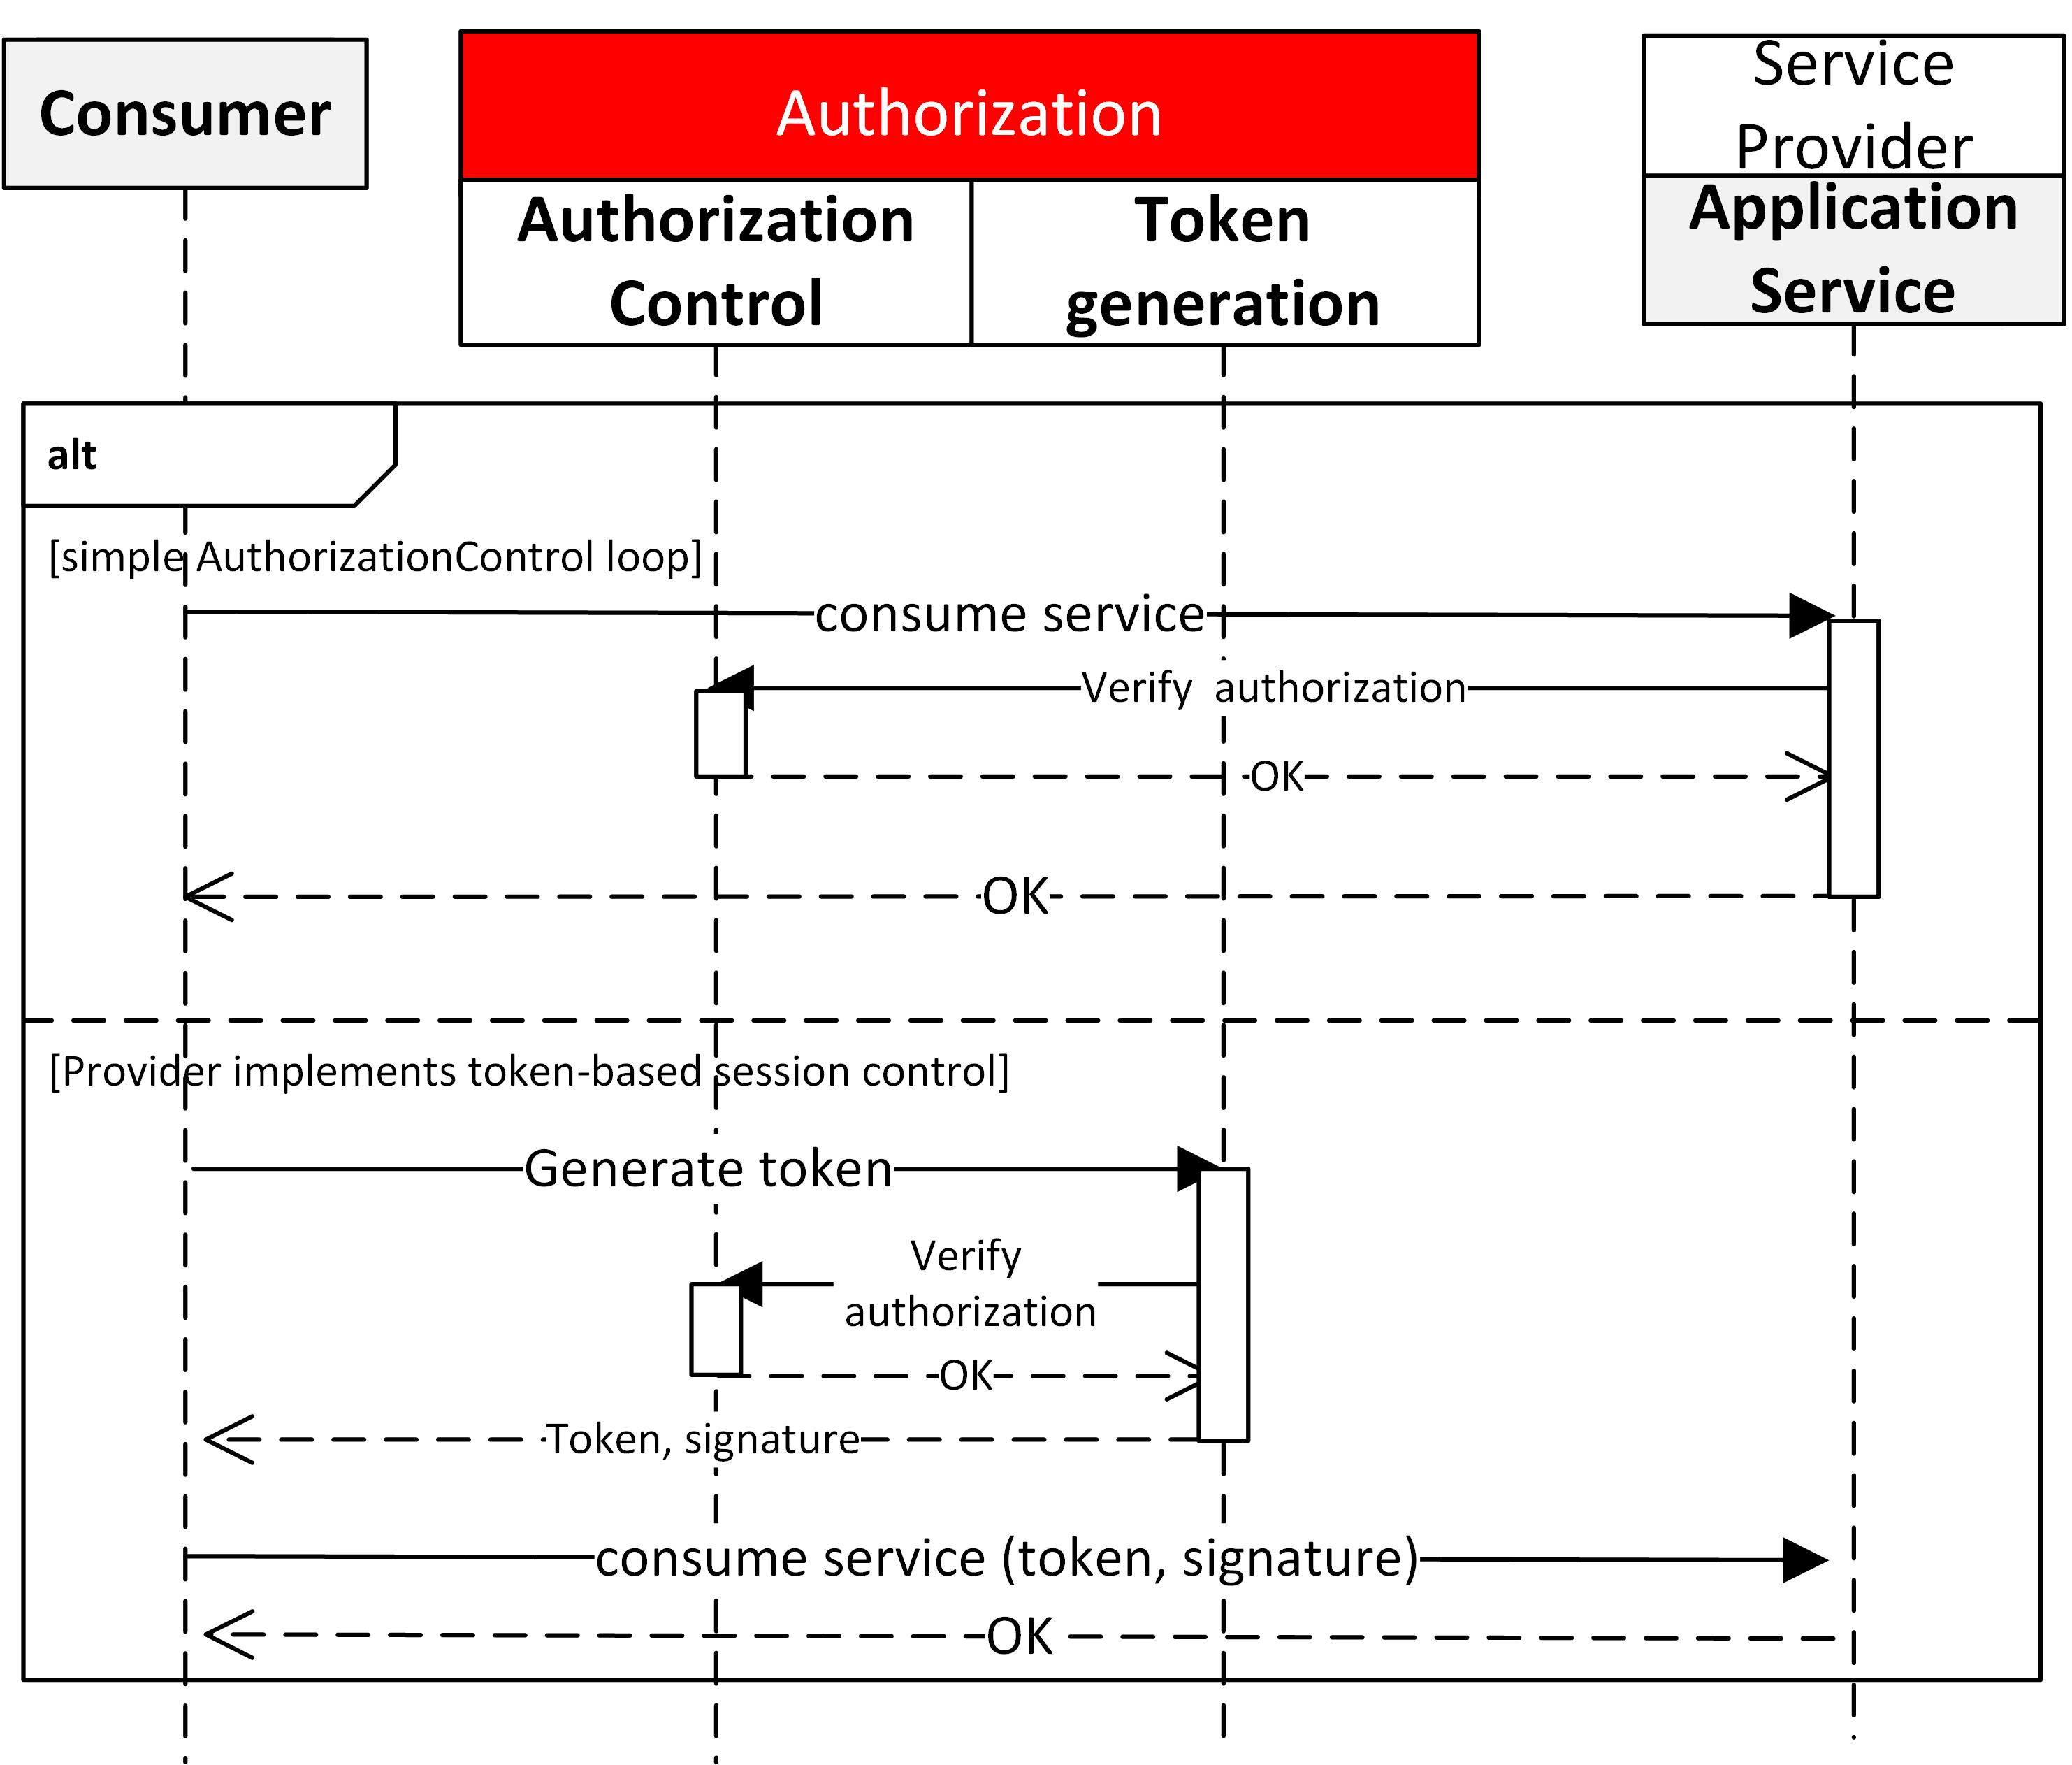 Consumer
Authorization
Authorization
Control
Token
generation
Service
Provider
Application
Service
alt
[simple AuthorizationControl loop]
consume service
Verify authorization
OK
OK
[Provider implements token-based session control]
Generate token
Verify
authorization
OK
Token, signature
consume service (token, signature)
OK